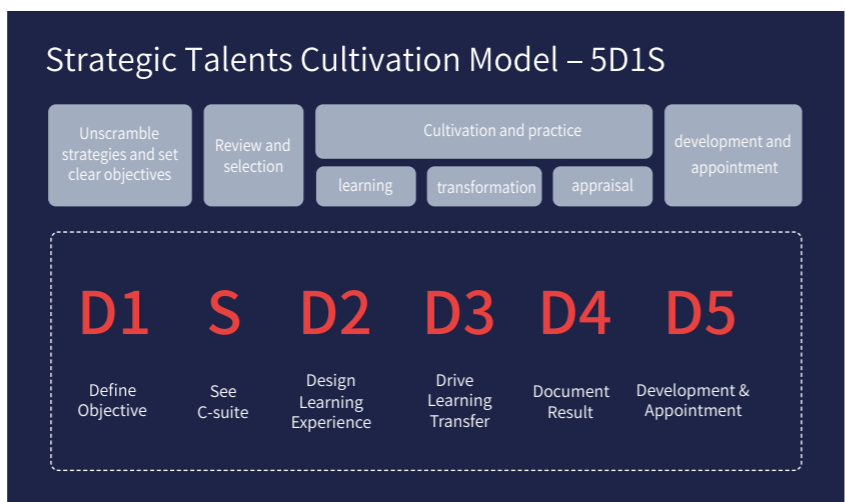 Strategic Talents Cultivation Model – 5D1S
Unscramble
strategies and set
clear objectives
Review and
selection
Cultivation and practice
learning
transformation
appraisal
development and
appointment
D1
S
D2
D3
D4
D5
Define
Objective
See
C-suite
Design
Learning
Experience
Drive
Learning
Transfer
Document
Result
Development &
Appointment